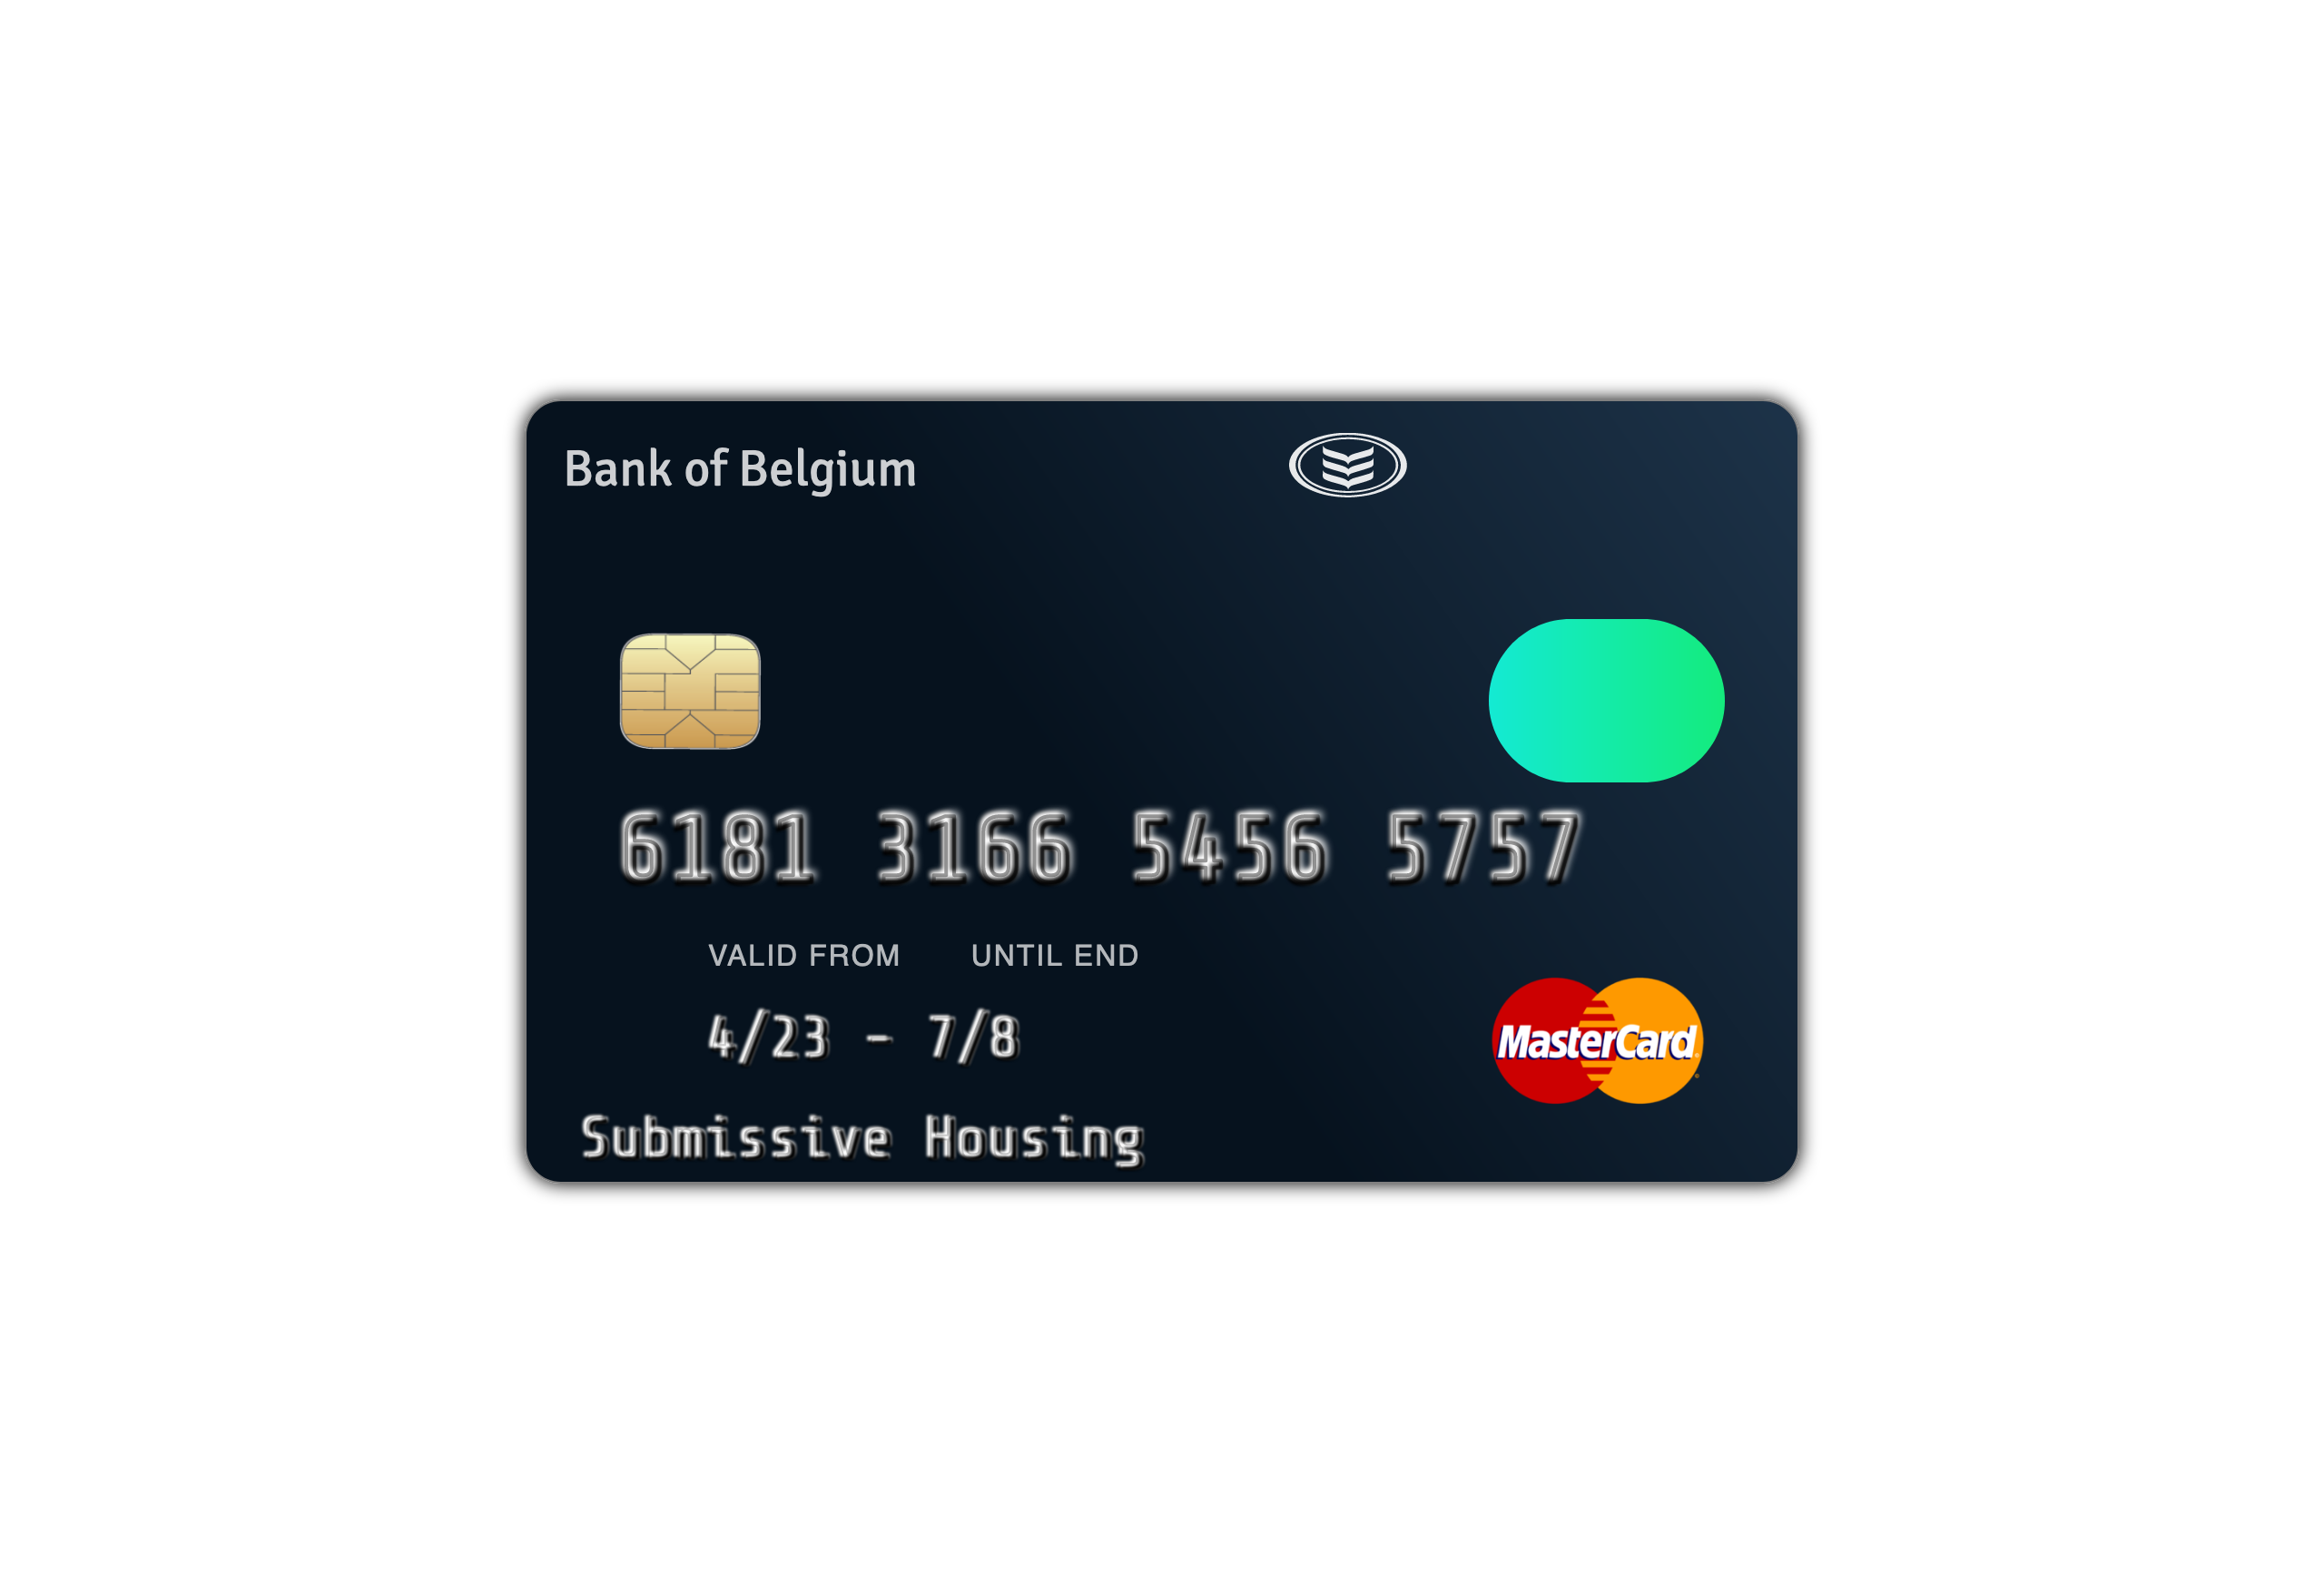 Bank of Belgium
6181 3166 5456 5757
VALID FROM UNTIL END
4/23 - 7/8
MasterCard
Submissive Housing